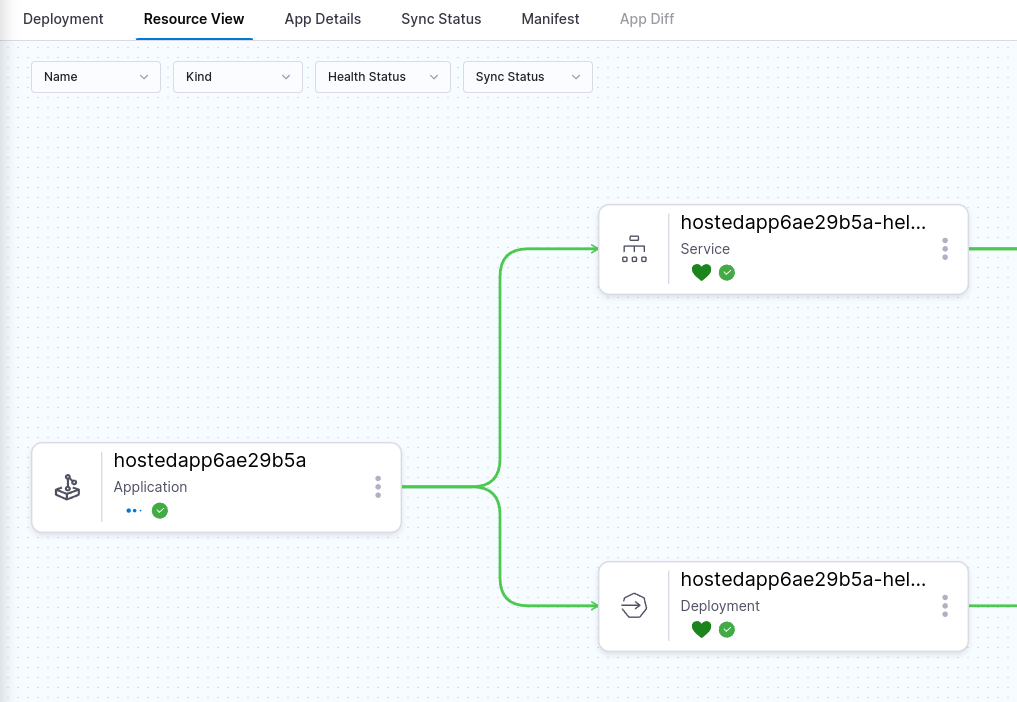 Deployment
Resource View
App Details
Sync Status
Manifest
App Diff
Name
Kind
Health Status
Sync Status
hostedapp6ae29b5a-hel...
Service
hostedapp6ae29b5a
Application
hostedapp6ae29b5a-hel...
Deployment